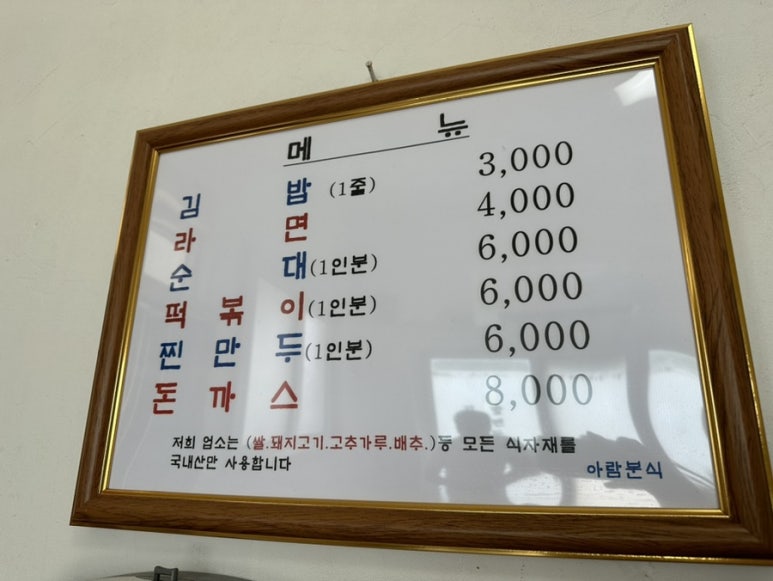 메 뉴
김 밥 (1줄) 3,000
라 면 4,000
순 대 (1인분) 6,000
떡 볶 이 (1인분) 6,000
찐 만 두 (1인분) 6,000
돈 까 스 8,000
저희 업소는 (쌀.돼지고기.고추가루.배추.)등 모든 식자재를
국내산만 사용합니다
아람분식